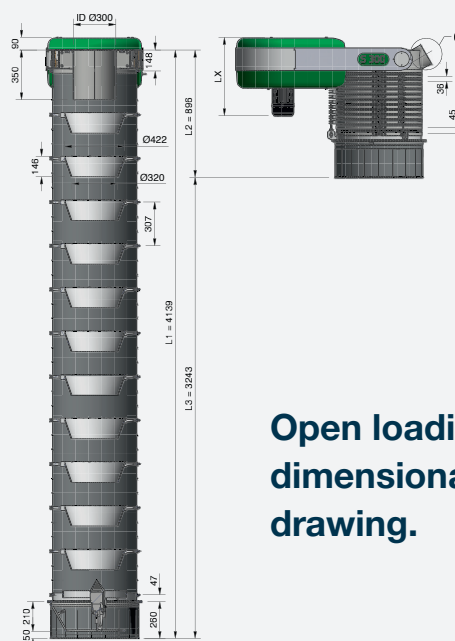 ID Ø300
90
350
148
Ø422
146
Ø320
307
L1 = 4139
L2 = 896
L3 = 3243
47
210
50
260
LX
36
45
Open loadi
dimensiona
drawing.